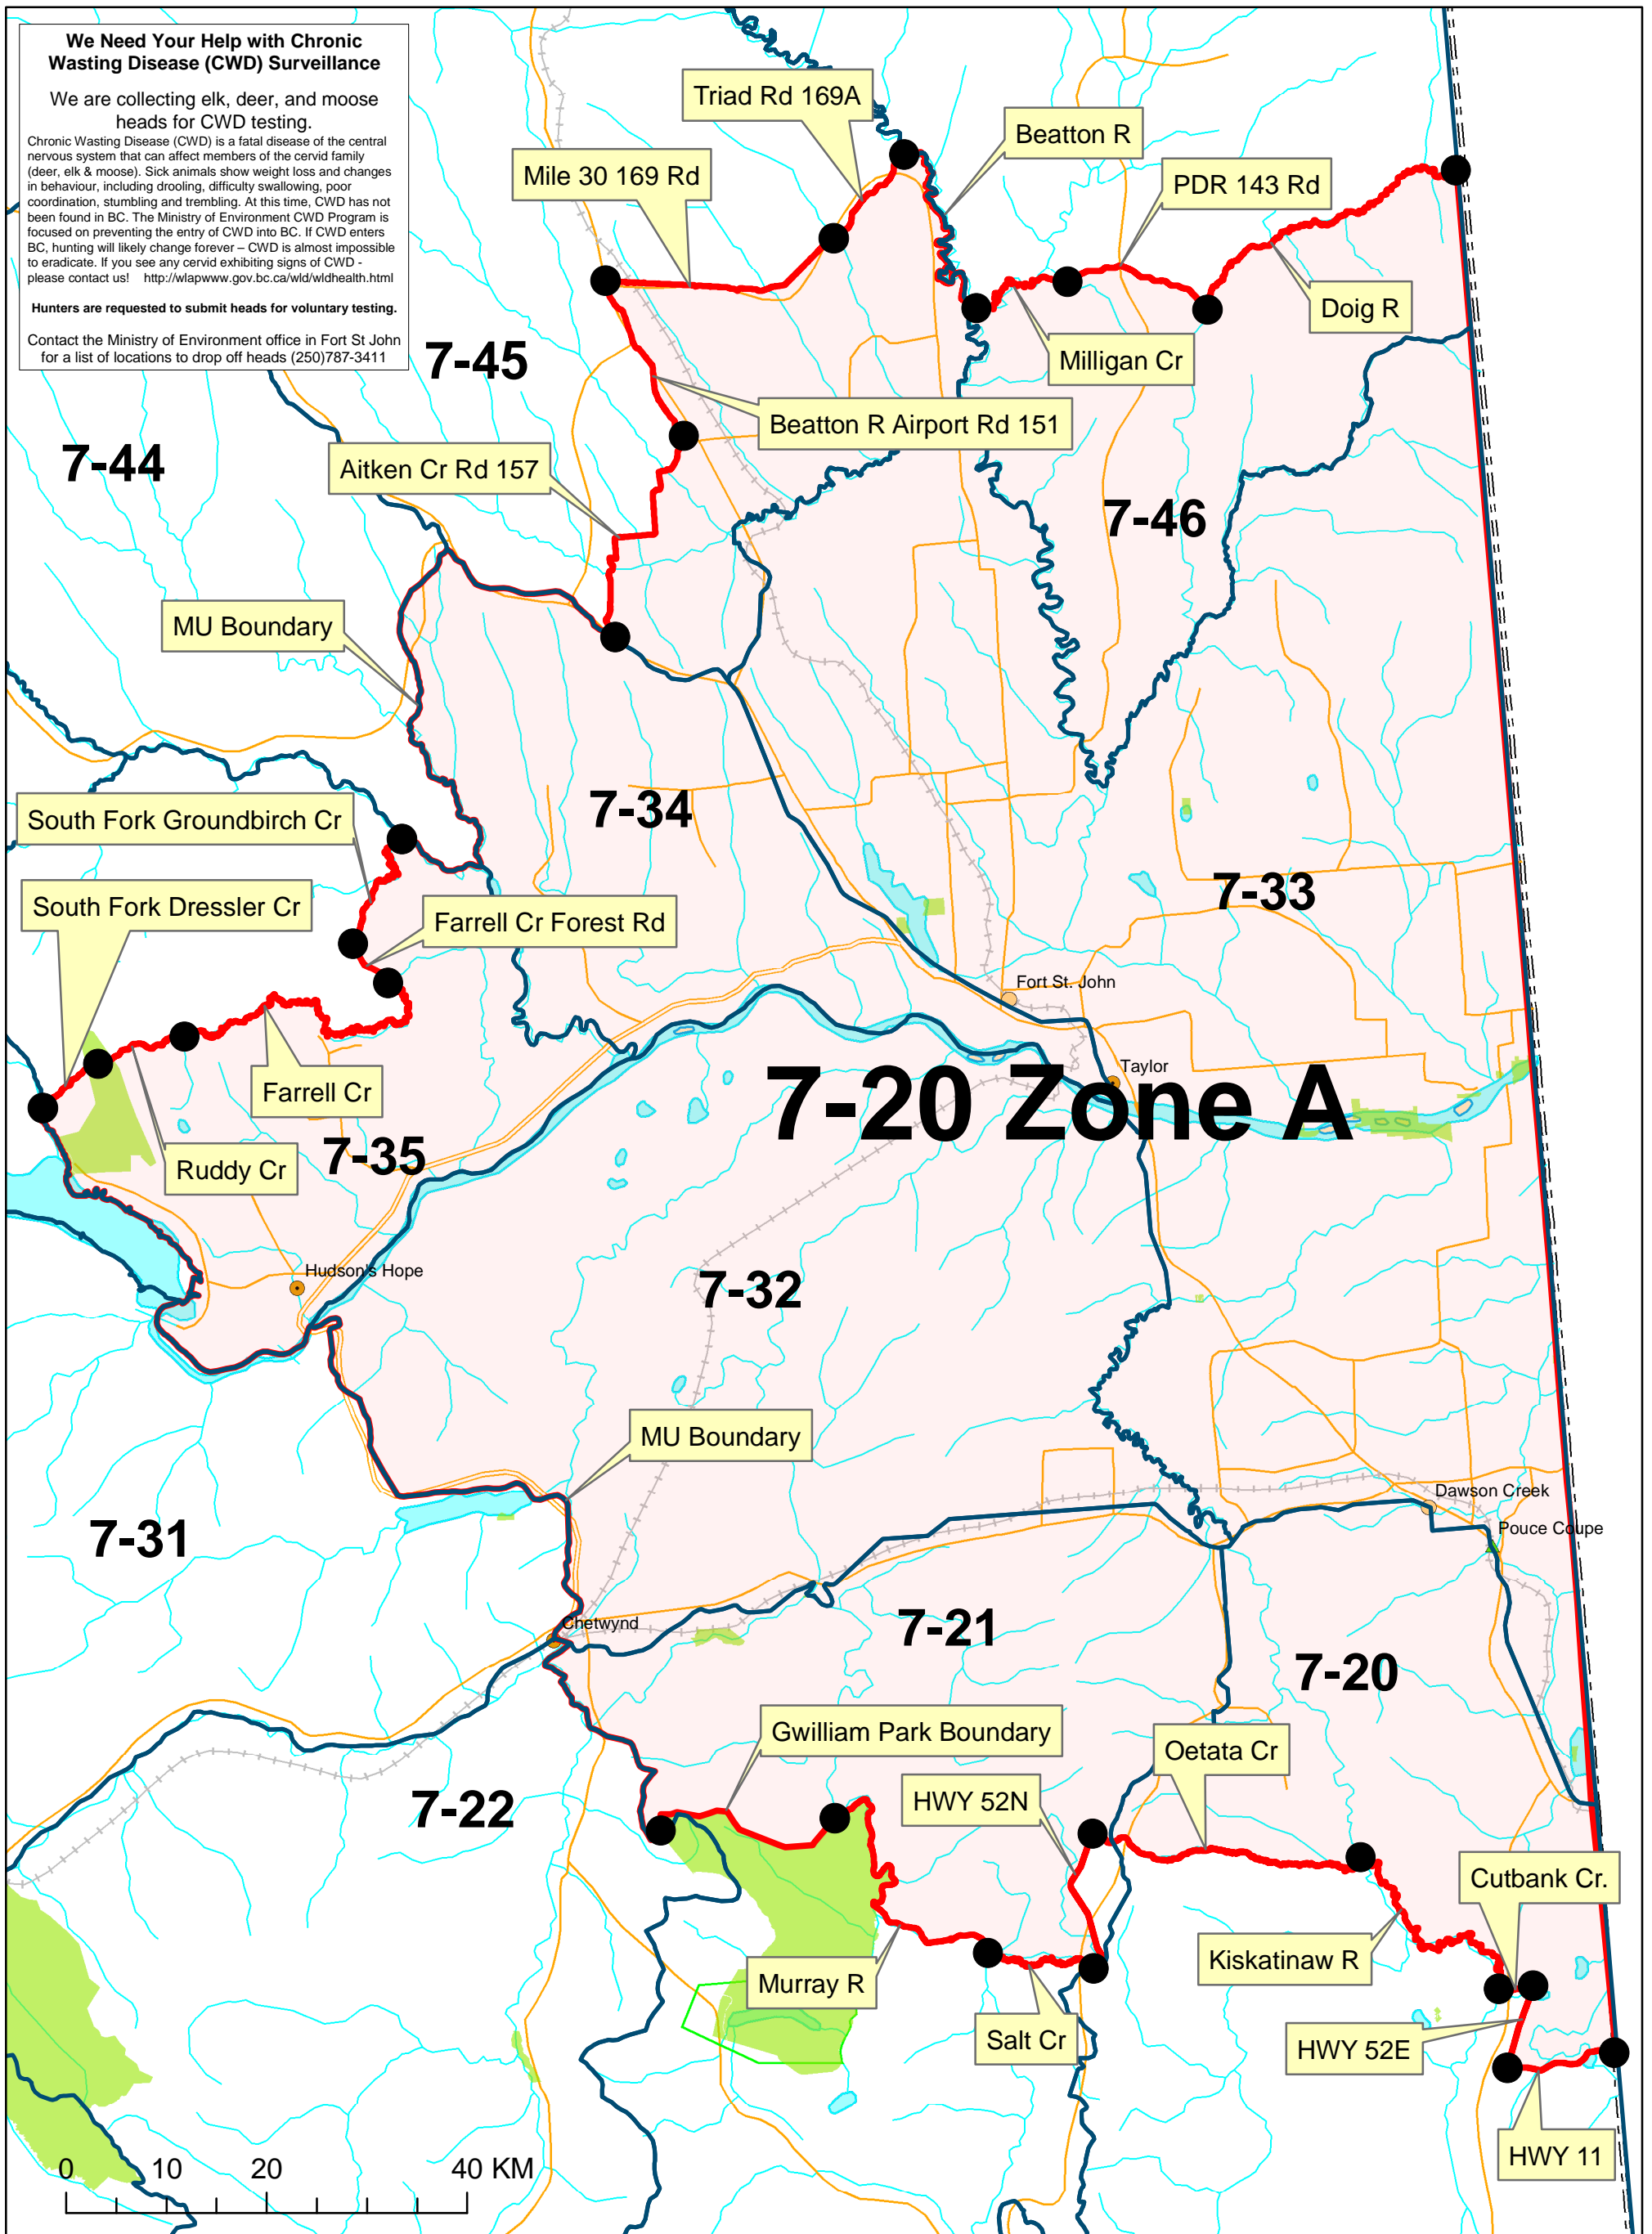 We Need Your Help with Chronic
Wasting Disease (CWD) Surveillance
We are collecting elk, deer, and moose
heads for CWD testing.
Chronic Wasting Disease (CWD) is a fatal disease of the central
nervous system that can affect members of the cervid family
(deer, elk & moose). Sick animals show weight loss and changes
in behaviour, including drooling, difficulty swallowing, poor
coordination, stumbling and trembling. At this time, CWD has not
been found in BC. The Ministry of Environment CWD Program is
focused on preventing the entry of CWD into BC. If CWD enters
BC, hunting will likely change forever – CWD is almost impossible
to eradicate. If you see any cervid exhibiting signs of CWD -
please contact us! http://wlapwww.gov.bc.ca/wld/wldhealth.html
Hunters are requested to submit heads for voluntary testing.
Contact the Ministry of Environment office in Fort St John
for a list of locations to drop off heads (250)787-3411
Triad Rd 169A
Beatton R
Mile 30 169 Rd
PDR 143 Rd
Doig R
Milligan Cr
7-45
Beatton R Airport Rd 151
7-44
Aitken Cr Rd 157
7-46
MU Boundary
7-34
South Fork Groundbirch Cr
7-33
South Fork Dressler Cr
Farrell Cr Forest Rd
Fort St. John
Taylor
7-20 Zone A
Farrell Cr
7-35
Ruddy Cr
Hudson's Hope
7-32
MU Boundary
Dawson Creek
7-31
Pouce Coupe
Chetwynd
7-21
7-20
Gwilliam Park Boundary
Oetata Cr
7-22
HWY 52N
Cutbank Cr.
Kiskatinaw R
Murray R
Salt Cr
HWY 52E
HWY 11
0 10 20 40 KM